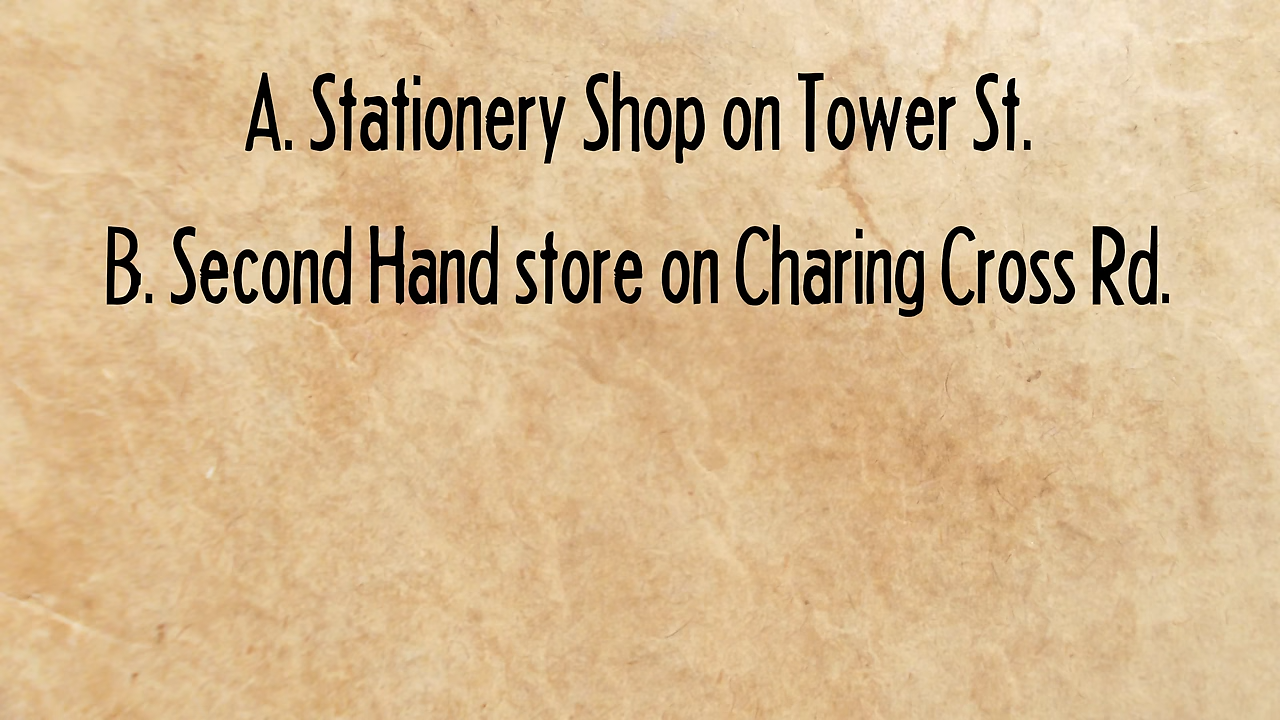 A. Stationery Shop on Tower St.
B. Second Hand store on Charing Cross Rd.